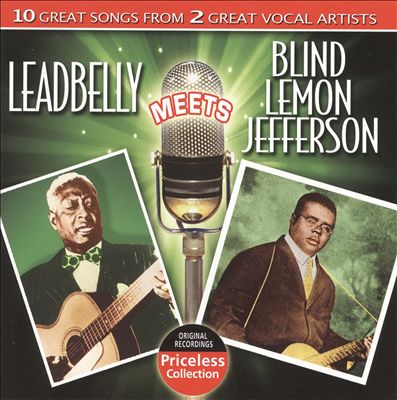 10 GREAT SONGS FROM 2 GREAT VOCAL ARTISTS
LEADBELLY
MEETS
BLIND
LEMON
JEFFERSON
ORIGINAL
RECORDINGS
Priceless
Collection